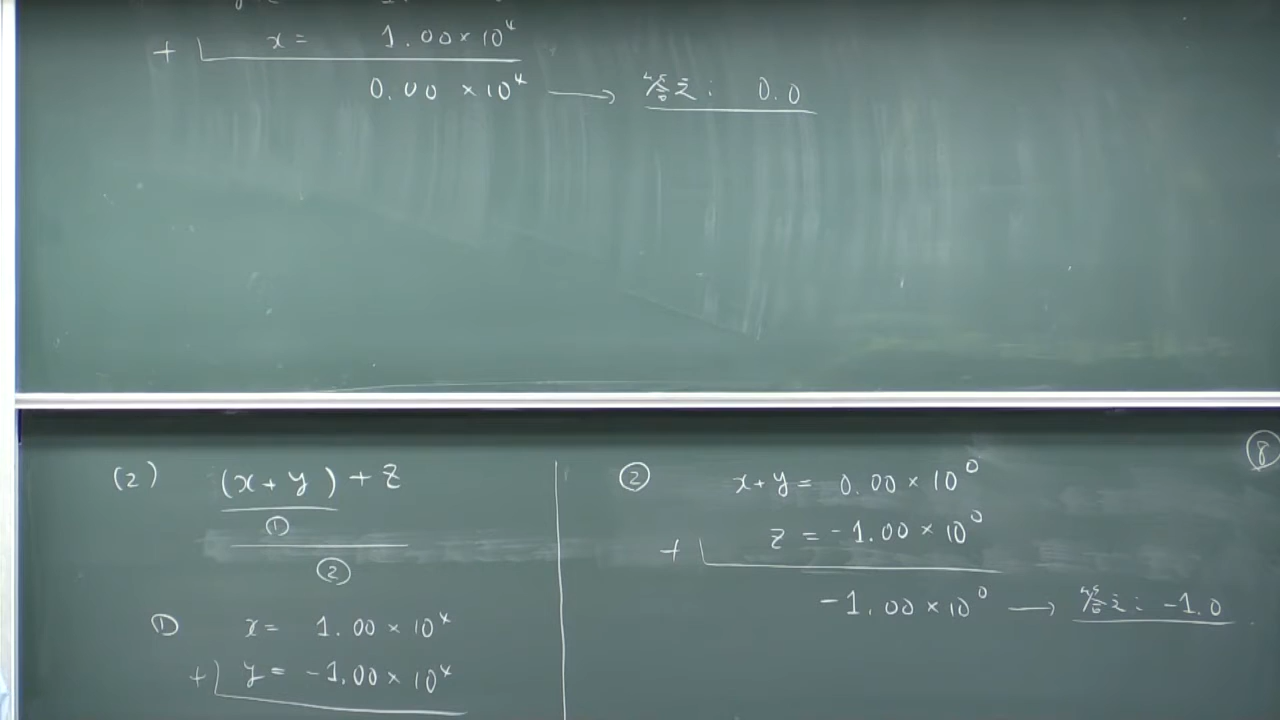 + x = 1.00 × 10⁴
0.00 × 10⁴ → 答え: 0.0
(2) (x + y) + z
①
②
① x = 1.00 × 10⁴
+ y = -1.00 × 10⁴
⑧
② x + y = 0.00 × 10⁰
+ z = -1.00 × 10⁰
-1.00 × 10⁰ → 答え: -1.0